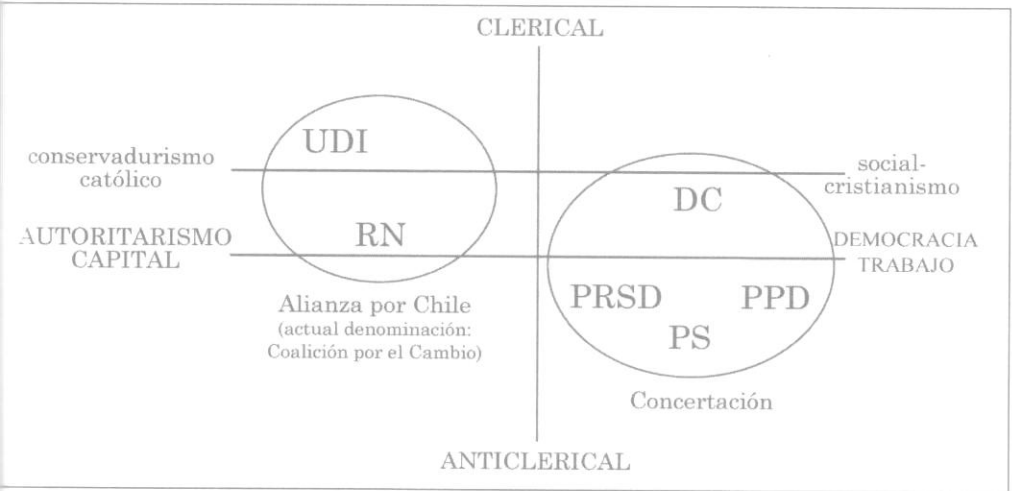 CLERICAL
UDI
conservadurismo
católico
social-
cristianismo
DC
RN
AUTORITARISMO
CAPITAL
DEMOCRACIA
TRABAJO
PRSD
PPD
PS
Alianza por Chile
(actual denominación:
Coalición por el Cambio)
Concertación
ANTICLERICAL